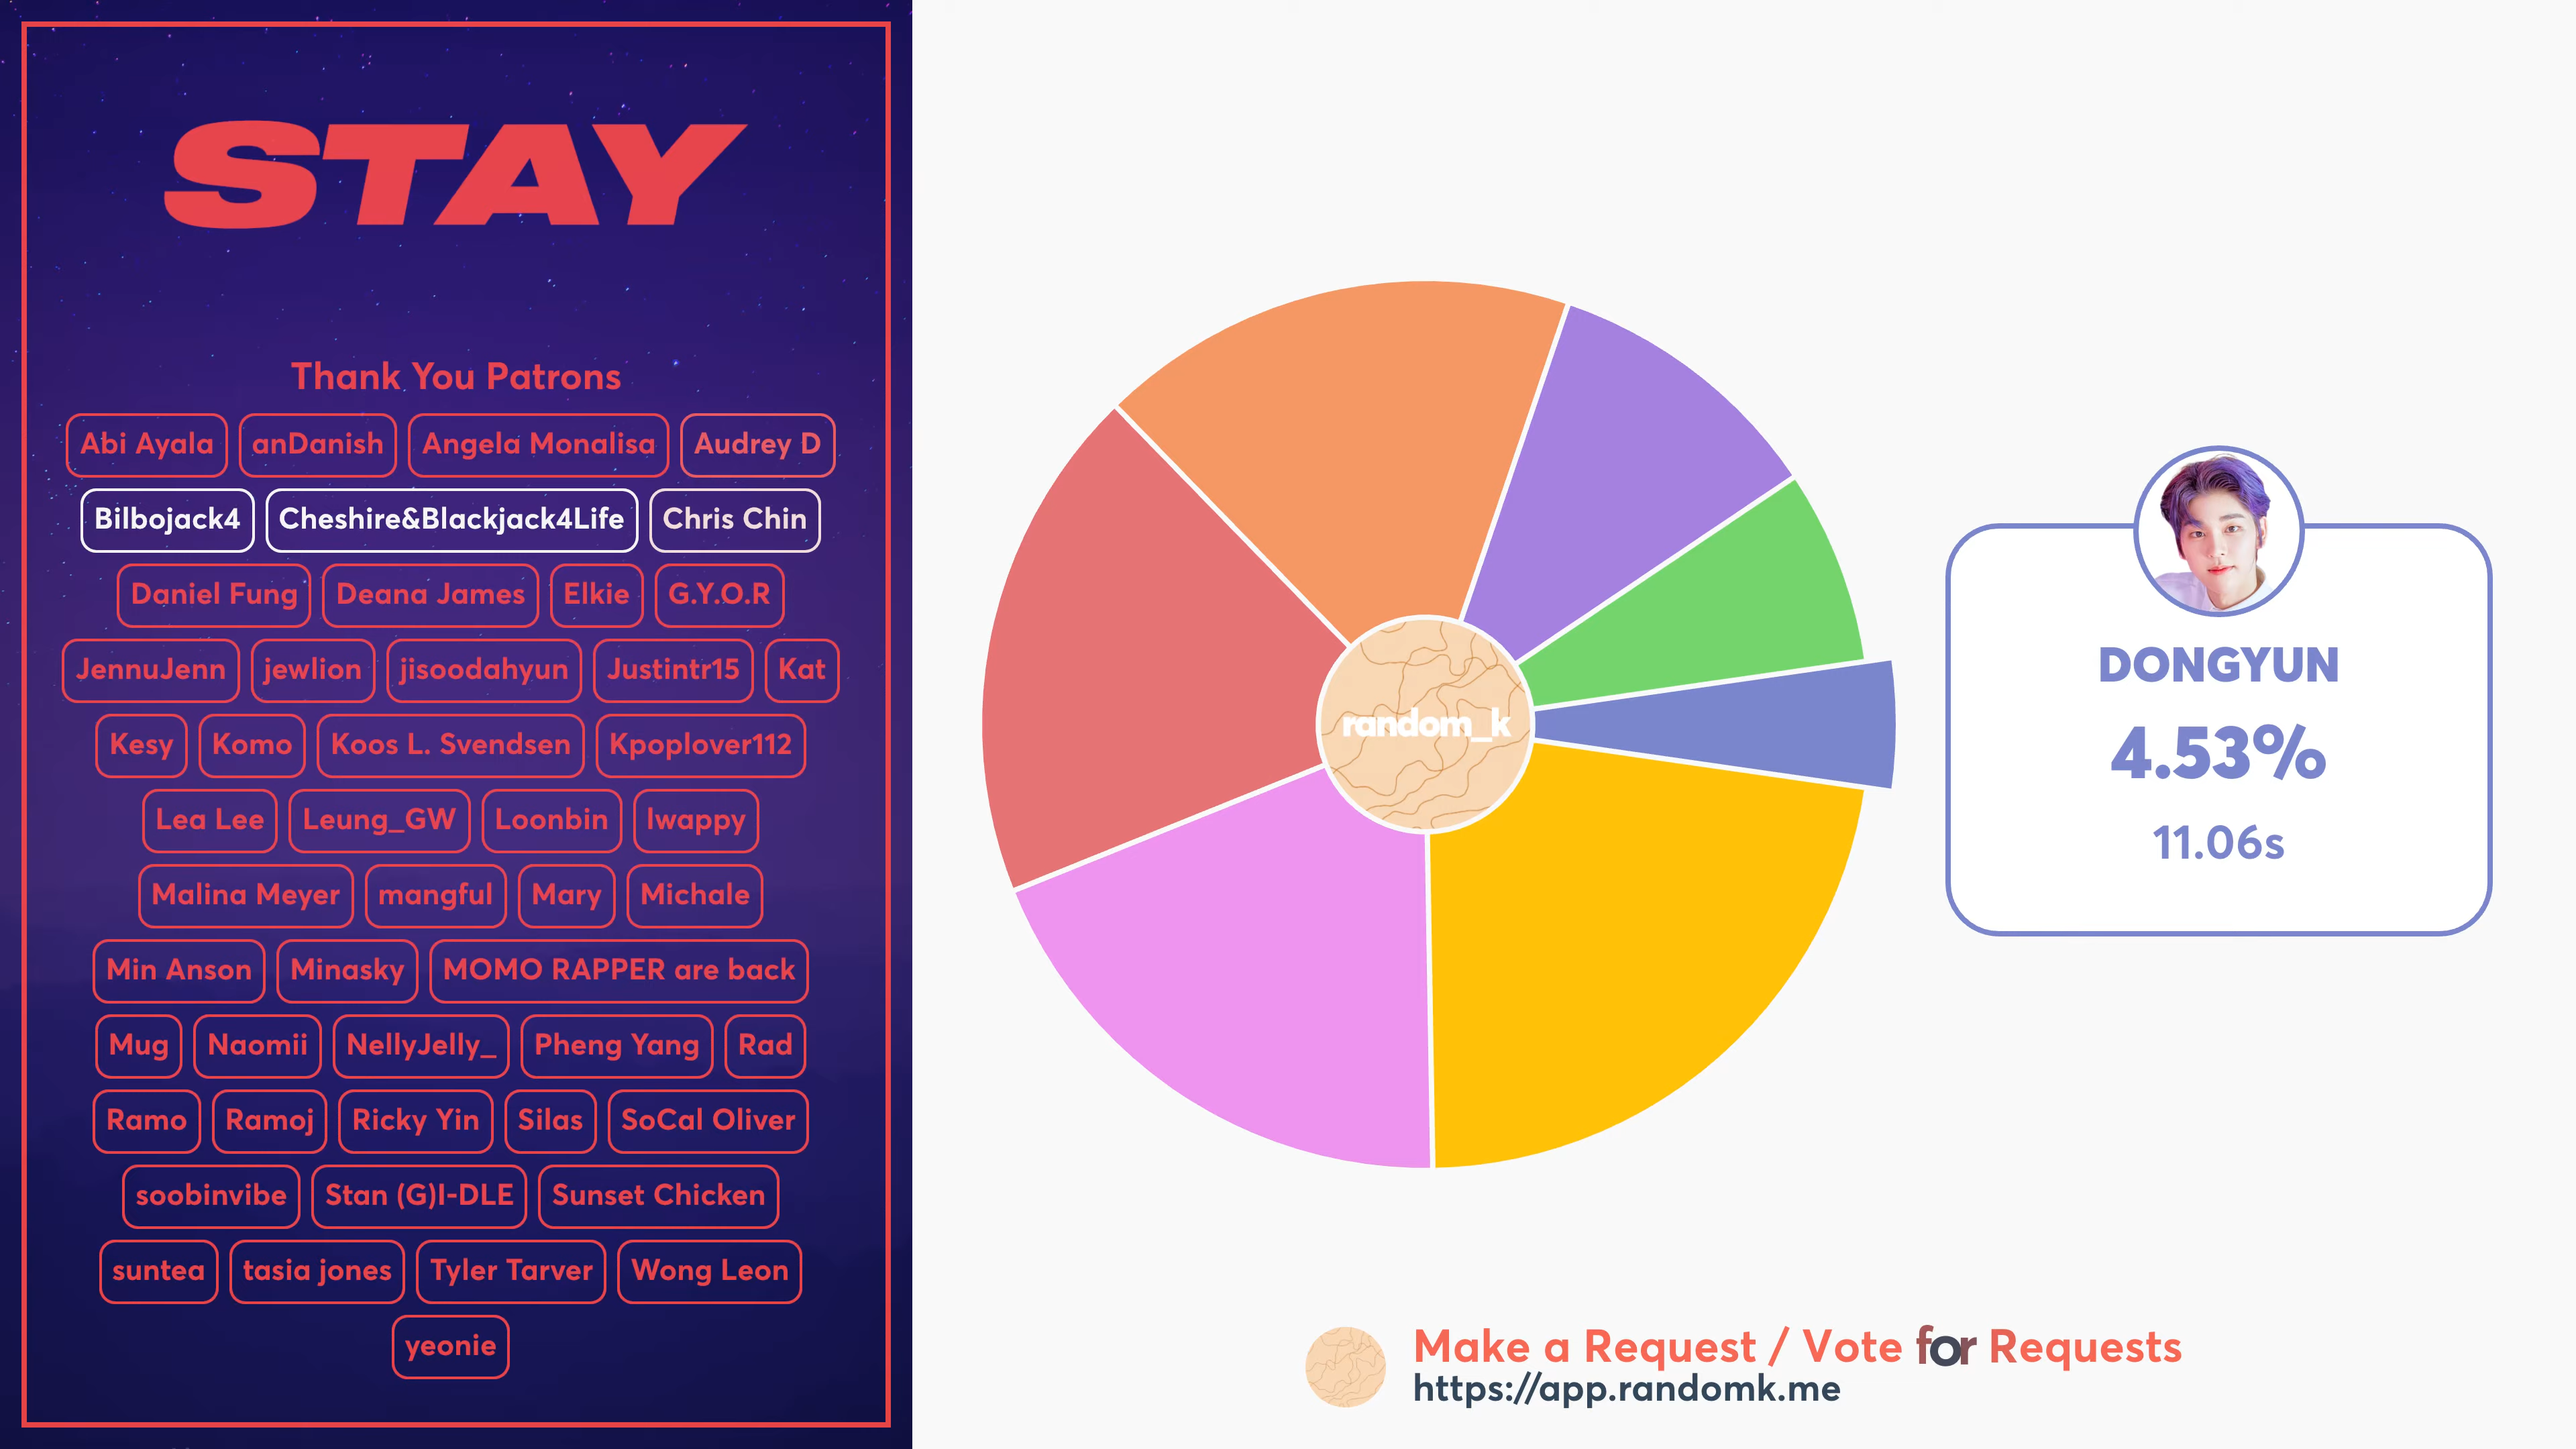 STAY
Thank You Patrons
Abi Ayala anDanish Angela Monalisa Audrey D
Bilbojack4 Cheshire&Blackjack4Life Chris Chin
Daniel Fung Deana James Elkie G.Y.O.R
JennuJenn jewlion jisoodahyun Justintr15 Kat
Kesy Komo Koos L. Svendsen Kpoplover112
Lea Lee Leung_GW Loonbin lwappy
Malina Meyer mangful Mary Michale
Min Anson Minasky MOMO RAPPER are back
Mug Naomii NellyJelly_ Pheng Yang Rad
Ramo Ramoj Ricky Yin Silas SoCal Oliver
soobinvibe Stan (G)I-DLE Sunset Chicken
suntea tasia jones Tyler Tarver Wong Leon
yeonie
random_k
DONGYUN
4.53%
11.06s
Make a Request / Vote for Requests
https://app.randomk.me